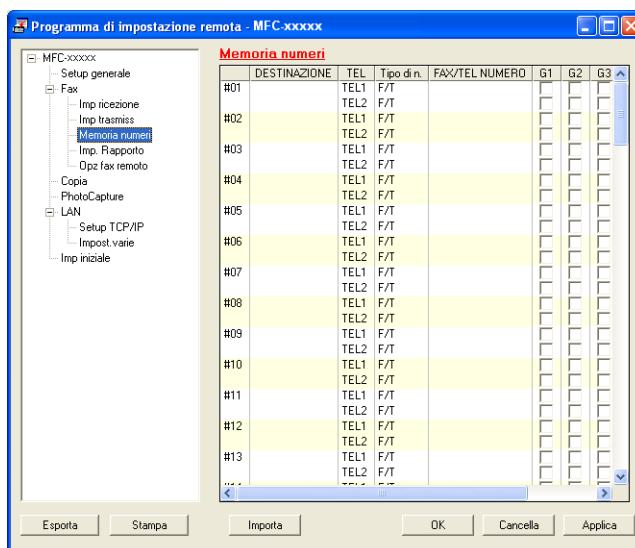 Programma di impostazione remota - MFC-xxxxx
MFC-xxxxx
Setup generale
Fax
Imp ricezione
Imp trasmiss
Memoria numeri
Imp. Rapporto
Opz fax remoto
Copia
PhotoCapture
LAN
Setup TCP/IP
Impost.varie
Imp iniziale
Memoria numeri
DESTINAZIONE TEL Tipo di n. FAX/TEL NUMERO G1 G2 G3
#01 TEL1 F/T
TEL2 F/T
#02 TEL1 F/T
TEL2 F/T
#03 TEL1 F/T
TEL2 F/T
#04 TEL1 F/T
TEL2 F/T
#05 TEL1 F/T
TEL2 F/T
#06 TEL1 F/T
TEL2 F/T
#07 TEL1 F/T
TEL2 F/T
#08 TEL1 F/T
TEL2 F/T
#09 TEL1 F/T
TEL2 F/T
#10 TEL1 F/T
TEL2 F/T
#11 TEL1 F/T
TEL2 F/T
#12 TEL1 F/T
TEL2 F/T
#13 TEL1 F/T
TEL2 F/T
Esporta Stampa Importa OK Cancella Applica